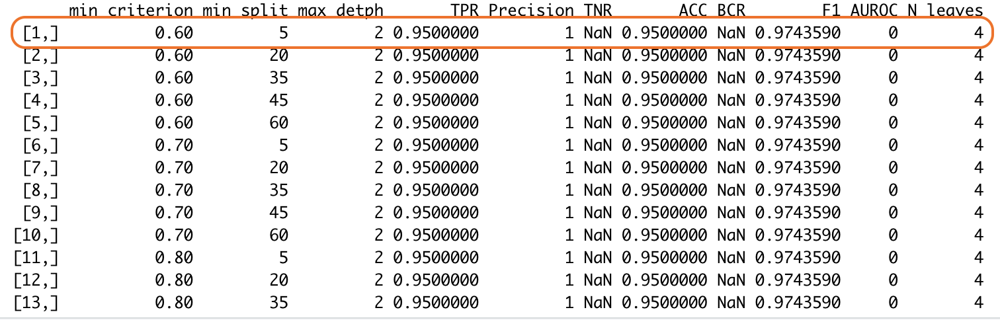 min criterion min split max detph TPR Precision TNR ACC BCR F1 AUROC N leaves
[1,] 0.60 5 2 0.9500000 1 NaN 0.9500000 NaN 0.9743590 0 4
[2,] 0.60 20 2 0.9500000 1 NaN 0.9500000 NaN 0.9743590 0 4
[3,] 0.60 35 2 0.9500000 1 NaN 0.9500000 NaN 0.9743590 0 4
[4,] 0.60 45 2 0.9500000 1 NaN 0.9500000 NaN 0.9743590 0 4
[5,] 0.60 60 2 0.9500000 1 NaN 0.9500000 NaN 0.9743590 0 4
[6,] 0.70 5 2 0.9500000 1 NaN 0.9500000 NaN 0.9743590 0 4
[7,] 0.70 20 2 0.9500000 1 NaN 0.9500000 NaN 0.9743590 0 4
[8,] 0.70 35 2 0.9500000 1 NaN 0.9500000 NaN 0.9743590 0 4
[9,] 0.70 45 2 0.9500000 1 NaN 0.9500000 NaN 0.9743590 0 4
[10,] 0.70 60 2 0.9500000 1 NaN 0.9500000 NaN 0.9743590 0 4
[11,] 0.80 5 2 0.9500000 1 NaN 0.9500000 NaN 0.9743590 0 4
[12,] 0.80 20 2 0.9500000 1 NaN 0.9500000 NaN 0.9743590 0 4
[13,] 0.80 35 2 0.9500000 1 NaN 0.9500000 NaN 0.9743590 0 4